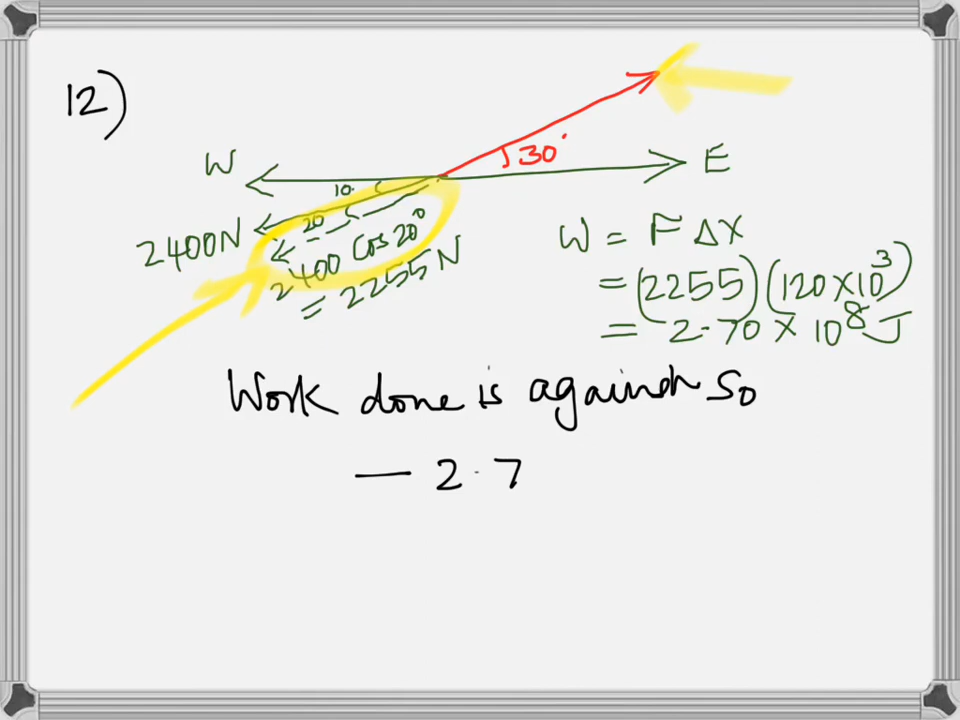 12)
30°
W
E
10°
20
2400N
2400 Cos 20°
= 2255 N
W = F Δ X
= (2255) (120 × 10³)
= 2.70 × 10⁸ J
Work done is against so
— 2.7